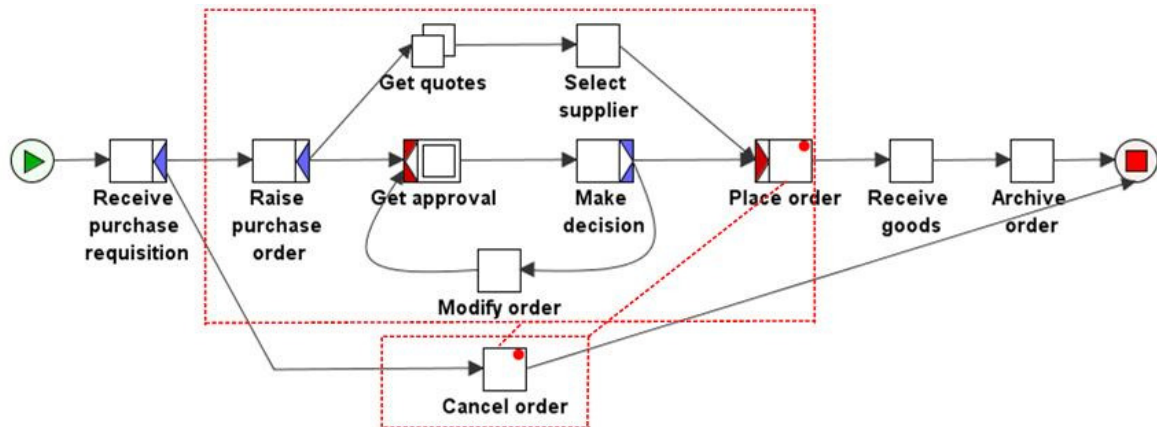 Get quotes
Select
supplier
Receive
purchase
requisition
Raise
purchase
order
Get approval
Make
decision
Place order
Receive
goods
Archive
order
Modify order
Cancel order